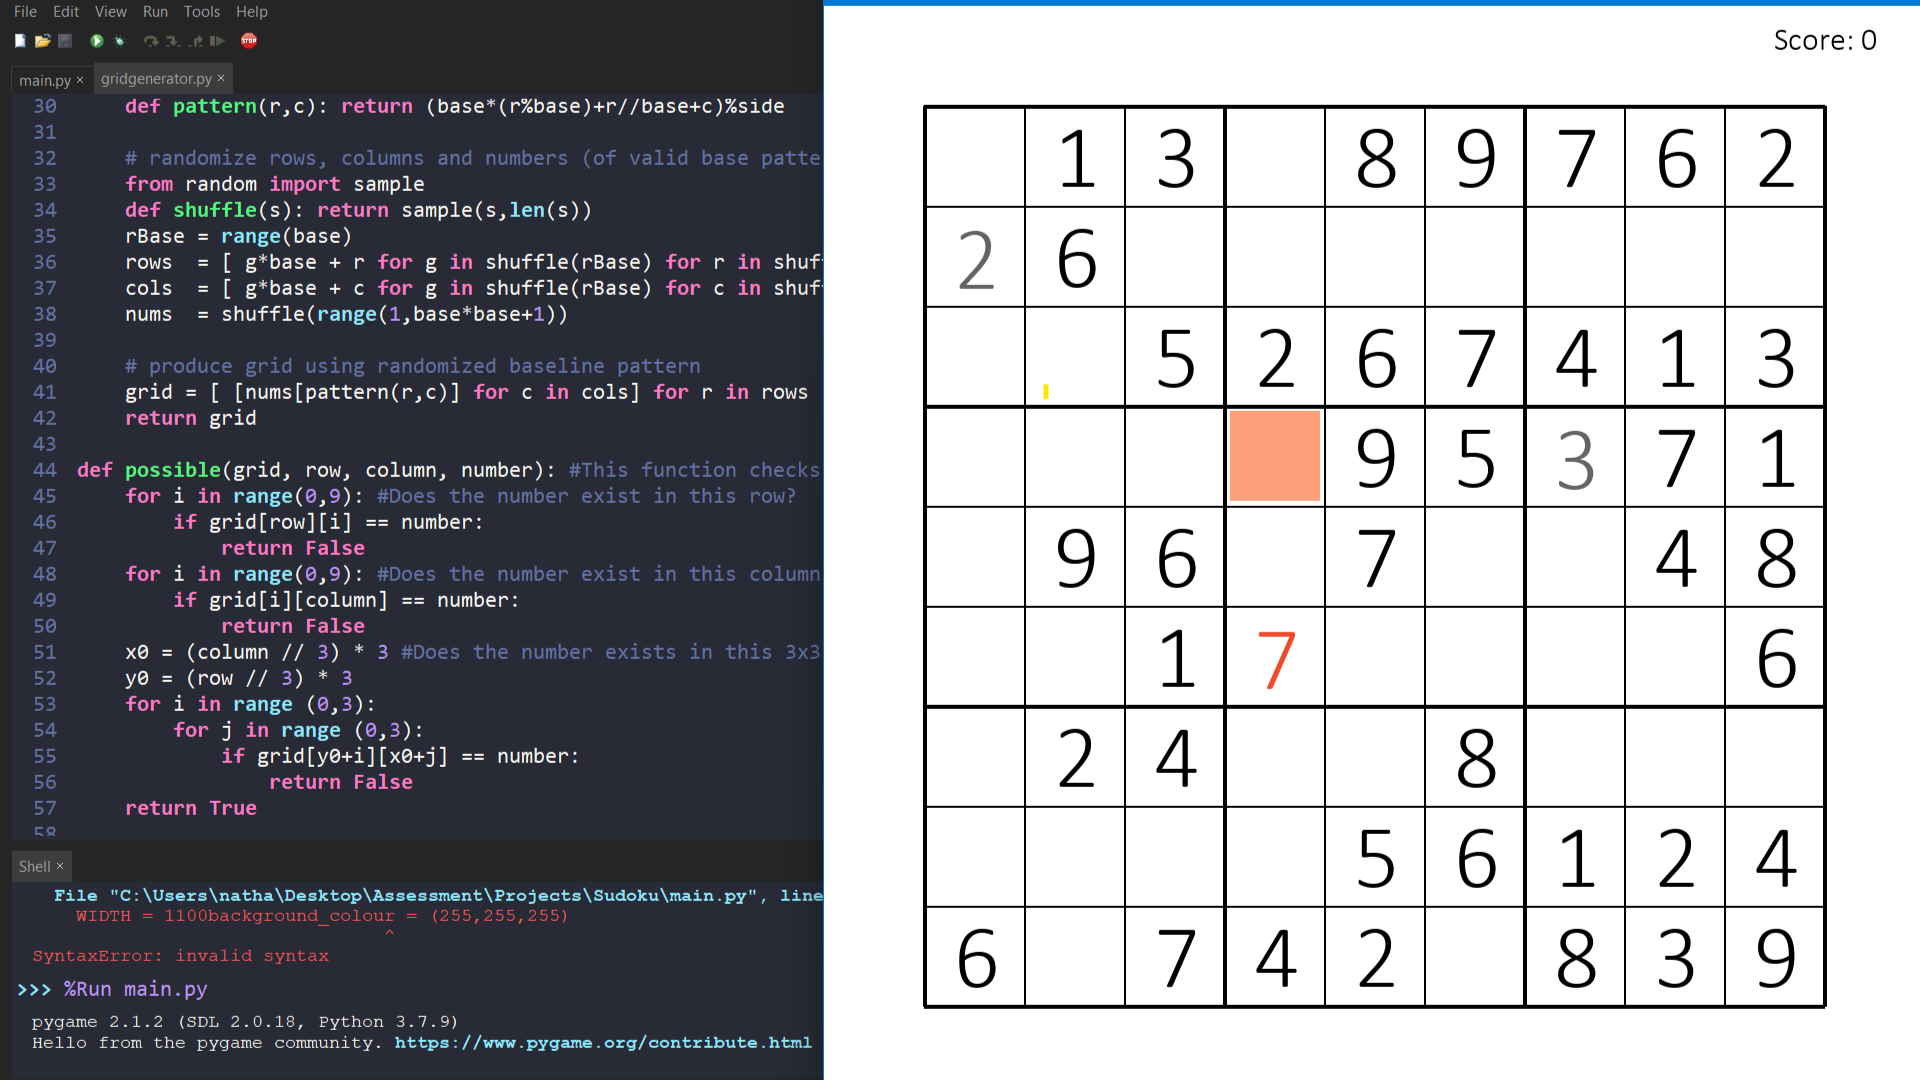 File Edit View Run Tools Help
STOP
main.py × gridgenerator.py ×
30 def pattern(r,c): return (base*(r%base)+r//base+c)%side
31
32 # randomize rows, columns and numbers (of valid base patte
33 from random import sample
34 def shuffle(s): return sample(s,len(s))
35 rBase = range(base)
36 rows  = [ g*base + r for g in shuffle(rBase) for r in shuf
37 cols  = [ g*base + c for g in shuffle(rBase) for c in shuf
38 nums  = shuffle(range(1,base*base+1))
39
40 # produce grid using randomized baseline pattern
41 grid = [ [nums[pattern(r,c)] for c in cols] for r in rows
42 return grid
43
44 def possible(grid, row, column, number): #This function checks
45 for i in range(0,9): #Does the number exist in this row?
46 if grid[row][i] == number:
47 return False
48 for i in range(0,9): #Does the number exist in this column
49 if grid[i][column] == number:
50 return False
51 x0 = (column // 3) * 3 #Does the number exists in this 3x3
52 y0 = (row // 3) * 3
53 for i in range (0,3):
54 for j in range (0,3):
55 if grid[y0+i][x0+j] == number:
56 return False
57 return True
58
Shell ×
File "C:\Users\natha\Desktop\Assessment\Projects\Sudoku\main.py", line
WIDTH = 1100background_colour = (255,255,255)
^
SyntaxError: invalid syntax
>>> %Run main.py
pygame 2.1.2 (SDL 2.0.18, Python 3.7.9)
Hello from the pygame community. https://www.pygame.org/contribute.html
Score: 0
1 3 8 9 7 6 2
2 6
5 2 6 7 4 1 3
9 5 3 7 1
9 6 7 4 8
1 7 6
2 4 8
5 6 1 2 4
6 7 4 2 8 3 9